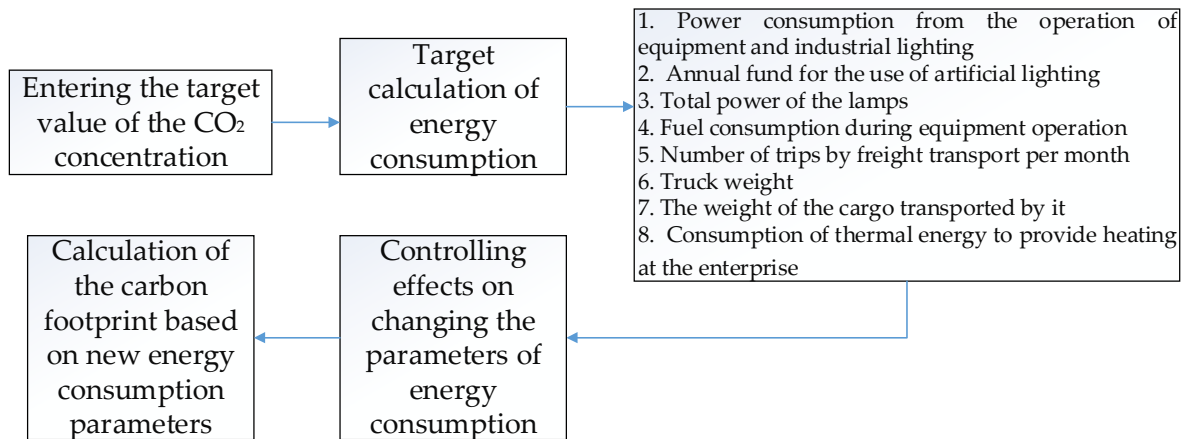 Entering the target
value of the CO₂
concentration
Target
calculation of
energy
consumption
1. Power consumption from the operation of
equipment and industrial lighting
2. Annual fund for the use of artificial lighting
3. Total power of the lamps
4. Fuel consumption during equipment operation
5. Number of trips by freight transport per month
6. Truck weight
7. The weight of the cargo transported by it
8. Consumption of thermal energy to provide heating
at the enterprise
Controlling
effects on
changing the
parameters of
energy
consumption
Calculation of
the carbon
footprint based
on new energy
consumption
parameters